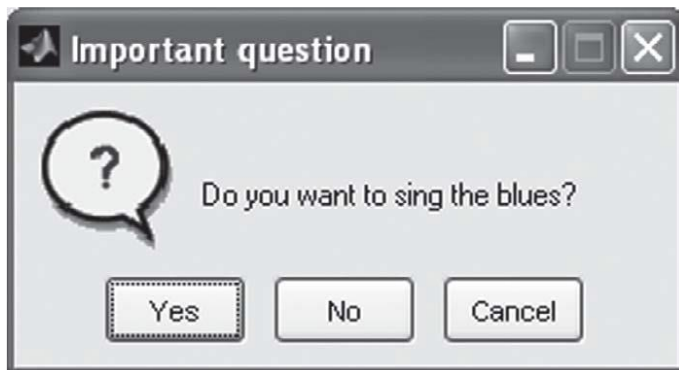 Important question
?
Do you want to sing the blues?
Yes No Cancel